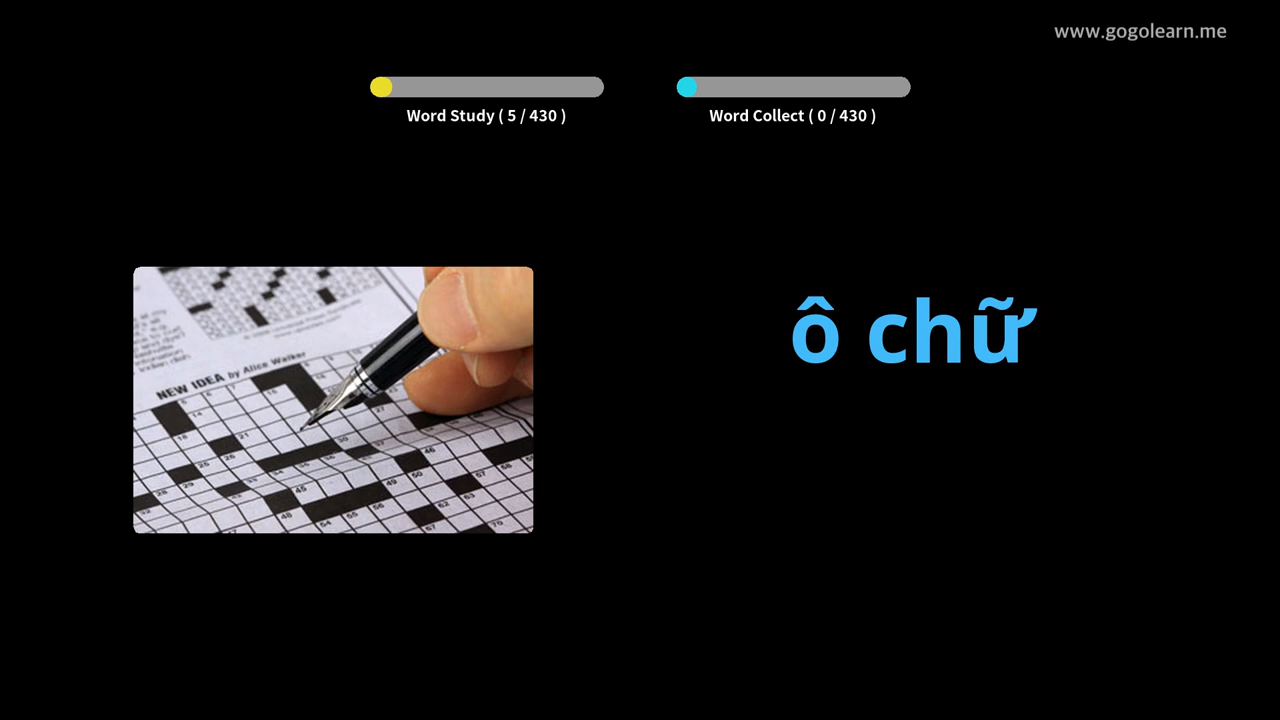 www.gogolearn.me
Word Study ( 5 / 430 )
Word Collect ( 0 / 430 )
ô chữ
NEW IDEA by Alice Walker